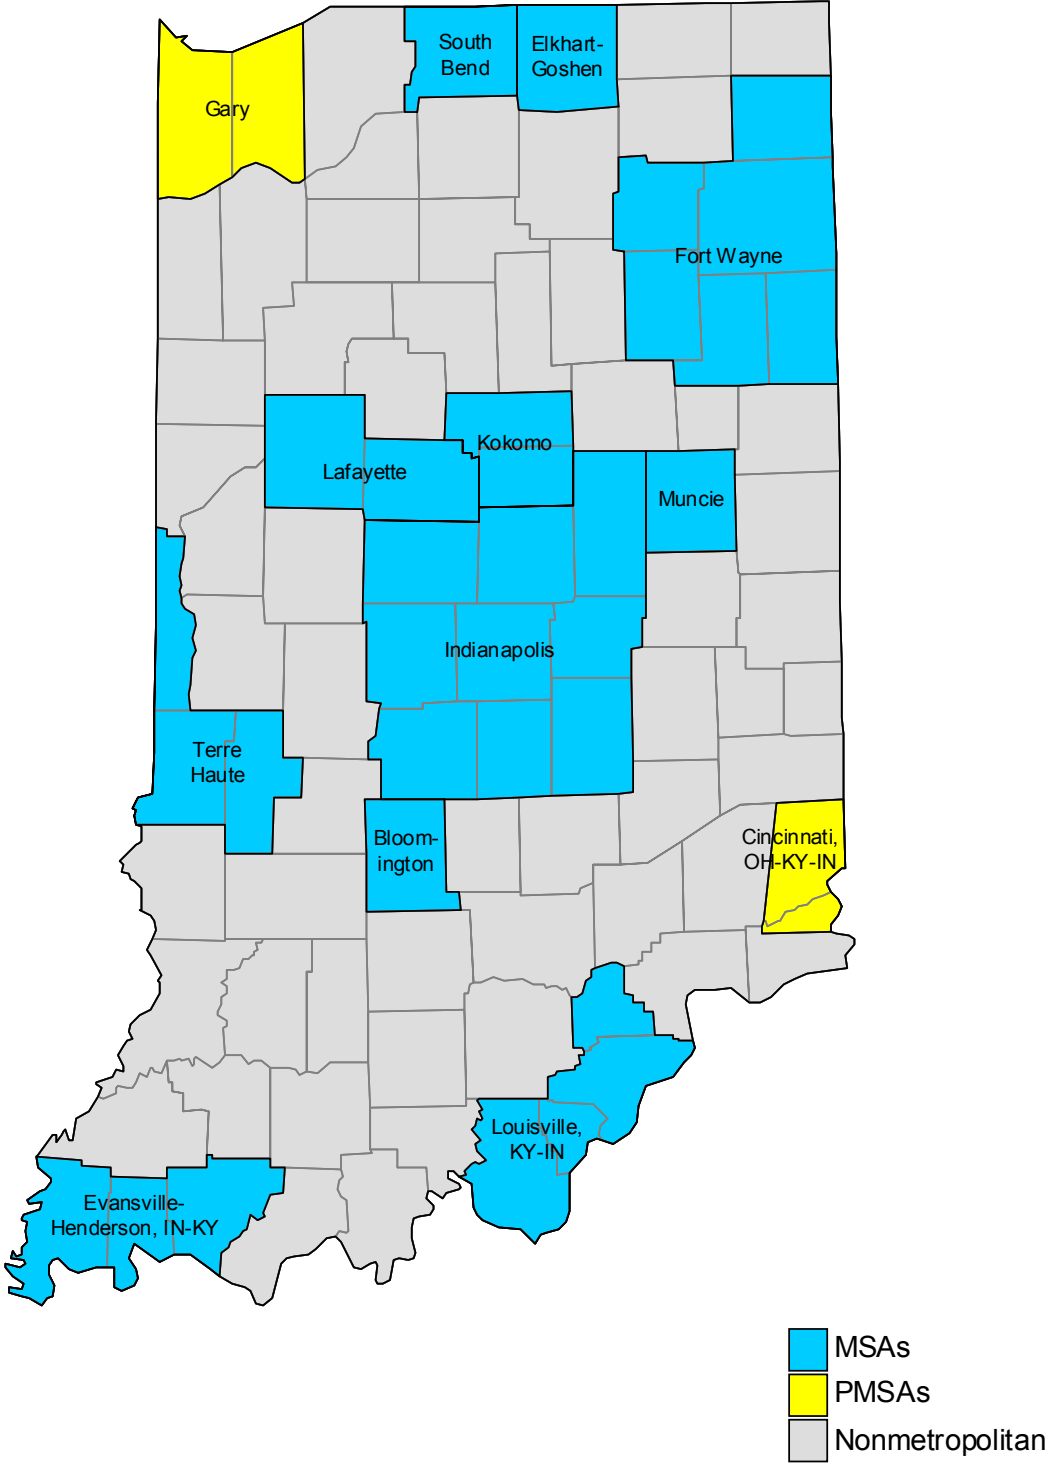 South
Bend
Elkhart-
Goshen
Gary
Fort Wayne
Kokomo
Lafayette
Muncie
Indianapolis
Terre
Haute
Bloom-
ington
Cincinnati,
OH-KY-IN
Louisville,
KY-IN
Evansville-
Henderson, IN-KY
MSAs
PMSAs
Nonmetropolitan